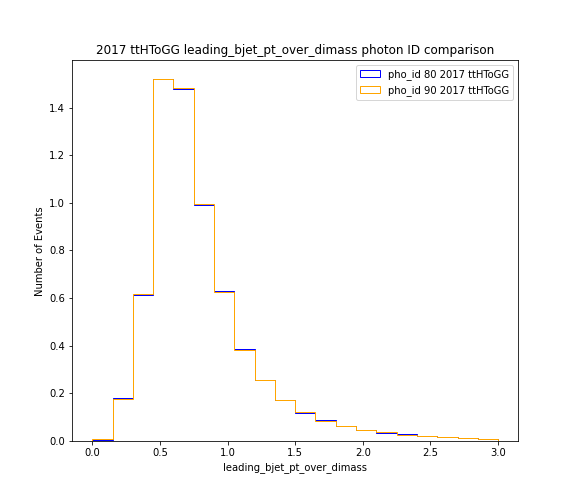 2017 ttHToGG leading_bjet_pt_over_dimass photon ID comparison
pho_id 80 2017 ttHToGG
pho_id 90 2017 ttHToGG
Number of Events
1.4
1.2
1.0
0.8
0.6
0.4
0.2
0.0
0.0 0.5 1.0 1.5 2.0 2.5 3.0
leading_bjet_pt_over_dimass